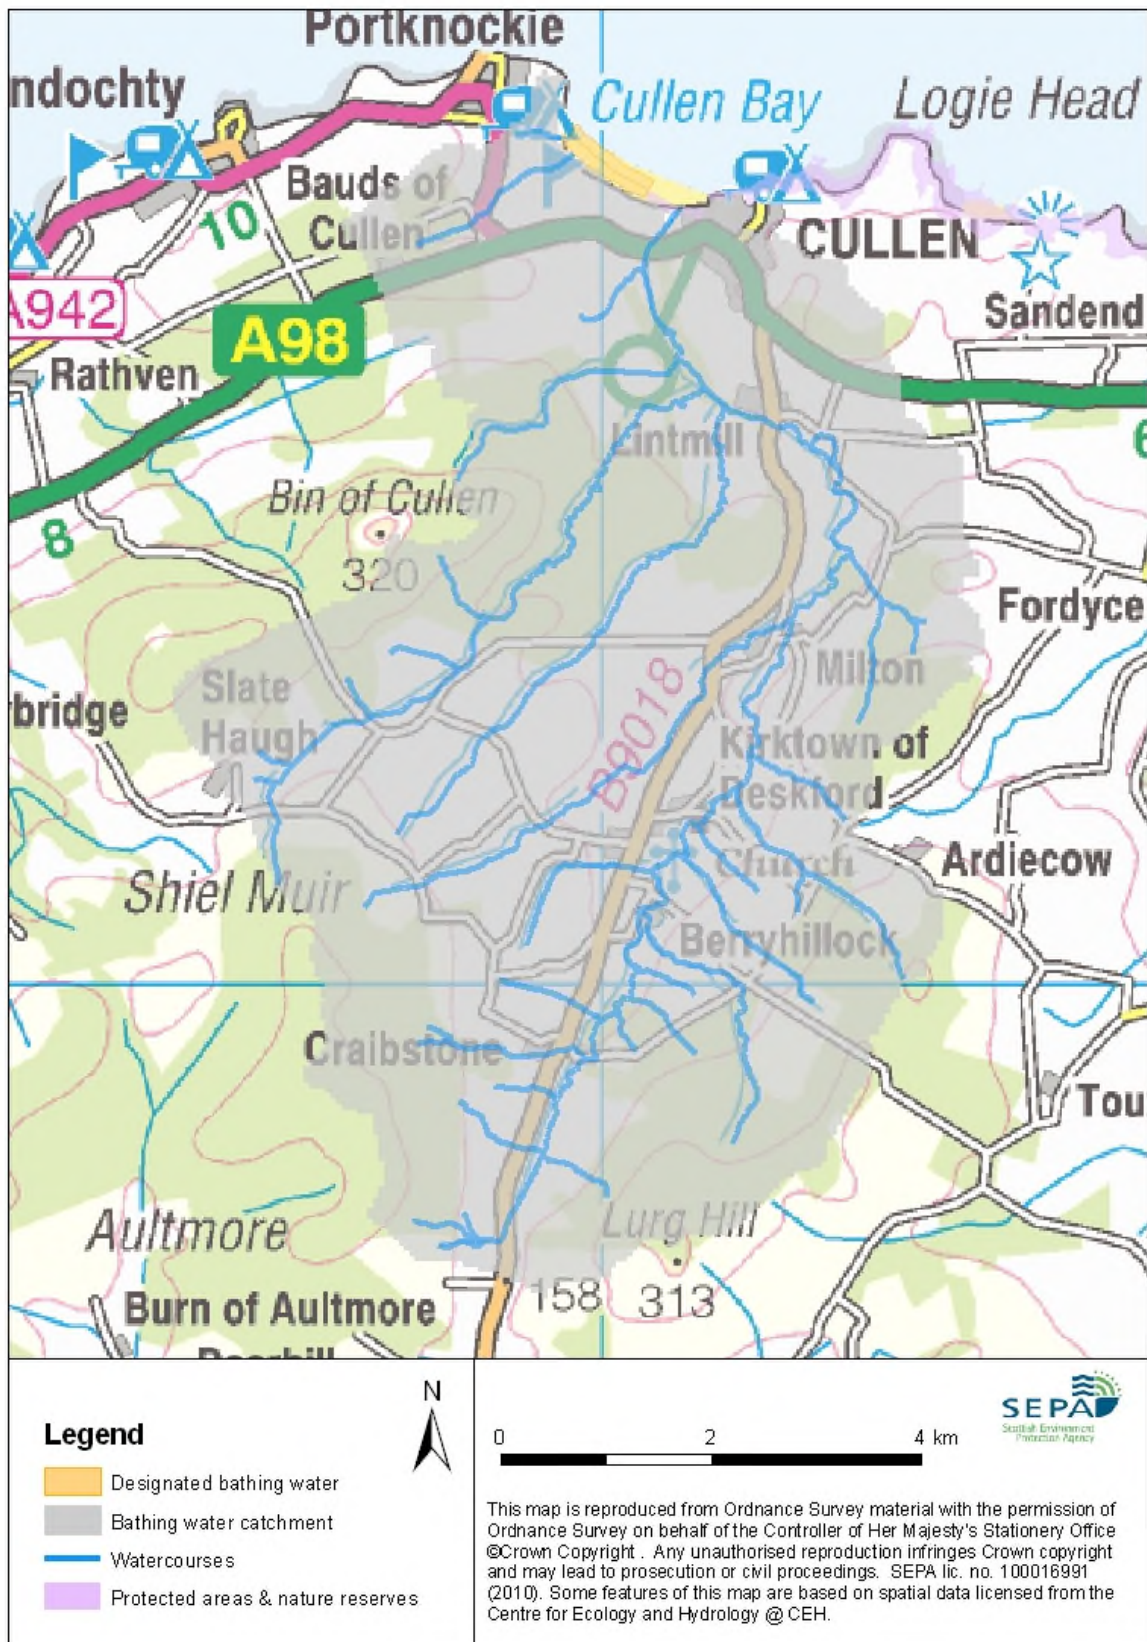 Portknockie
ndochty
Cullen Bay
Logie Head
Bauds of
Cullen
10
CULLEN
A942
A98
Sandend
Rathven
6
Lintmill
Bin of Cullen
8
320
Fordyce
Milton
Slate
Haugh
rbridge
B9018
Kirktown of
Deskford
Church
Ardiecow
Shiel Muir
Berryhillock
Craibstone
Tou
Aultmore
Lurg Hill
158
313
Burn of Aultmore
Legend
N
Designated bathing water
Bathing water catchment
Watercourses
Protected areas & nature reserves
0 2 4 km
SEPA
Scottish Environment
Protection Agency
This map is reproduced from Ordnance Survey material with the permission of
Ordnance Survey on behalf of the Controller of Her Majesty's Stationery Office
©Crown Copyright . Any unauthorised reproduction infringes Crown copyright
and may lead to prosecution or civil proceedings. SEPA lic. no. 100016991
(2010). Some features of this map are based on spatial data licensed from the
Centre for Ecology and Hydrology @ CEH.